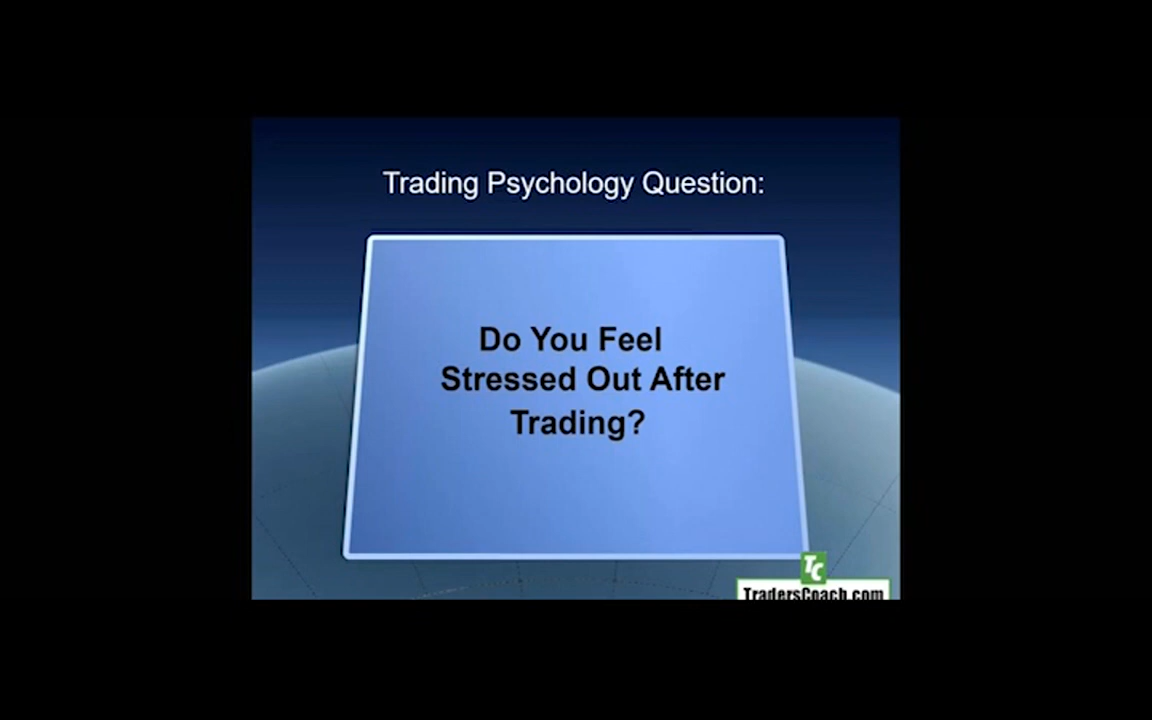 Trading Psychology Question:
Do You Feel
Stressed Out After
Trading?
TC
TradersCoach.com